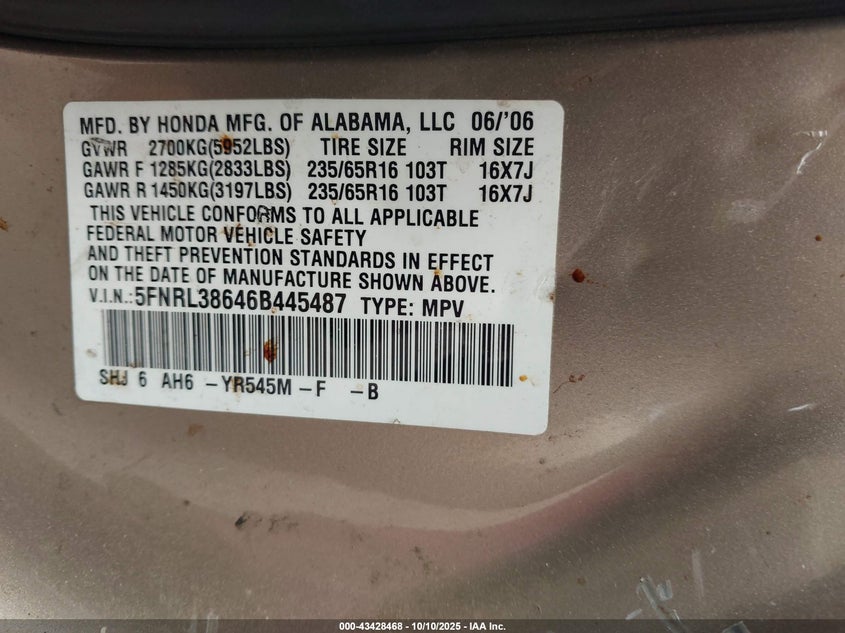 MFD. BY HONDA MFG. OF ALABAMA, LLC 06/'06
GVWR 2700KG(5952LBS) TIRE SIZE RIM SIZE
GAWR F 1285KG(2833LBS) 235/65R16 103T 16X7J
GAWR R 1450KG(3197LBS) 235/65R16 103T 16X7J
THIS VEHICLE CONFORMS TO ALL APPLICABLE
FEDERAL MOTOR VEHICLE SAFETY
AND THEFT PREVENTION STANDARDS IN EFFECT
ON THE DATE OF MANUFACTURE SHOWN ABOVE.
V.I.N.: 5FNRL38646B445487 TYPE: MPV
SHJ 6 AH6 -YR545M -F -B
000-43428468 - 10/10/2025 - IAA Inc.